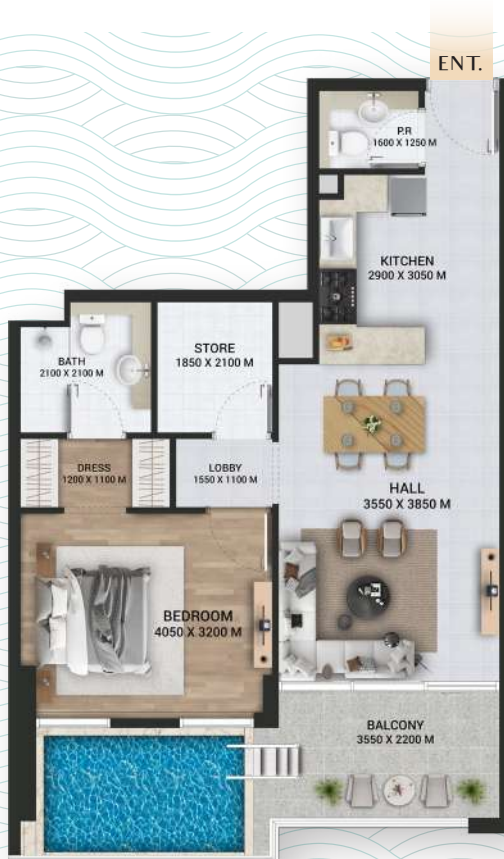 ENT.
P.R
1600 X 1250 M
KITCHEN
2900 X 3050 M
STORE
1850 X 2100 M
BATH
2100 X 2100 M
DRESS
1200 X 1100 M
LOBBY
1550 X 1100 M
HALL
3550 X 3850 M
BEDROOM
4050 X 3200 M
BALCONY
3550 X 2200 M